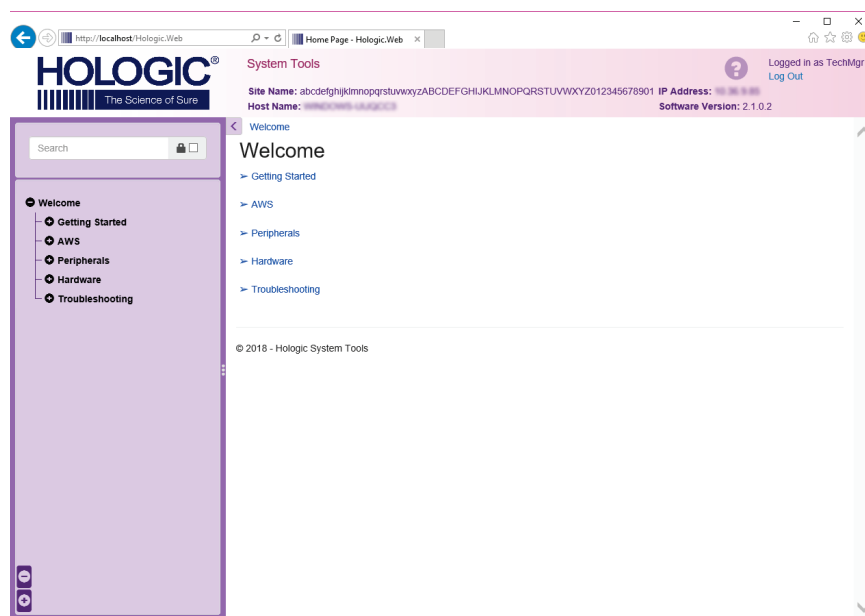 http://localhost/Hologic.Web
Home Page - Hologic.Web
HOLOGIC®
The Science of Sure
System Tools
Logged in as TechMgr
Log Out
Site Name: abcdefghijklmnopqrstuvwxyzABCDEFGHIJKLMNOPQRSTUVWXYZ012345678901 IP Address:
Host Name: Software Version: 2.1.0.2
Search
Welcome
Getting Started
AWS
Peripherals
Hardware
Troubleshooting
Welcome
Welcome
➢ Getting Started
➢ AWS
➢ Peripherals
➢ Hardware
➢ Troubleshooting
© 2018 - Hologic System Tools